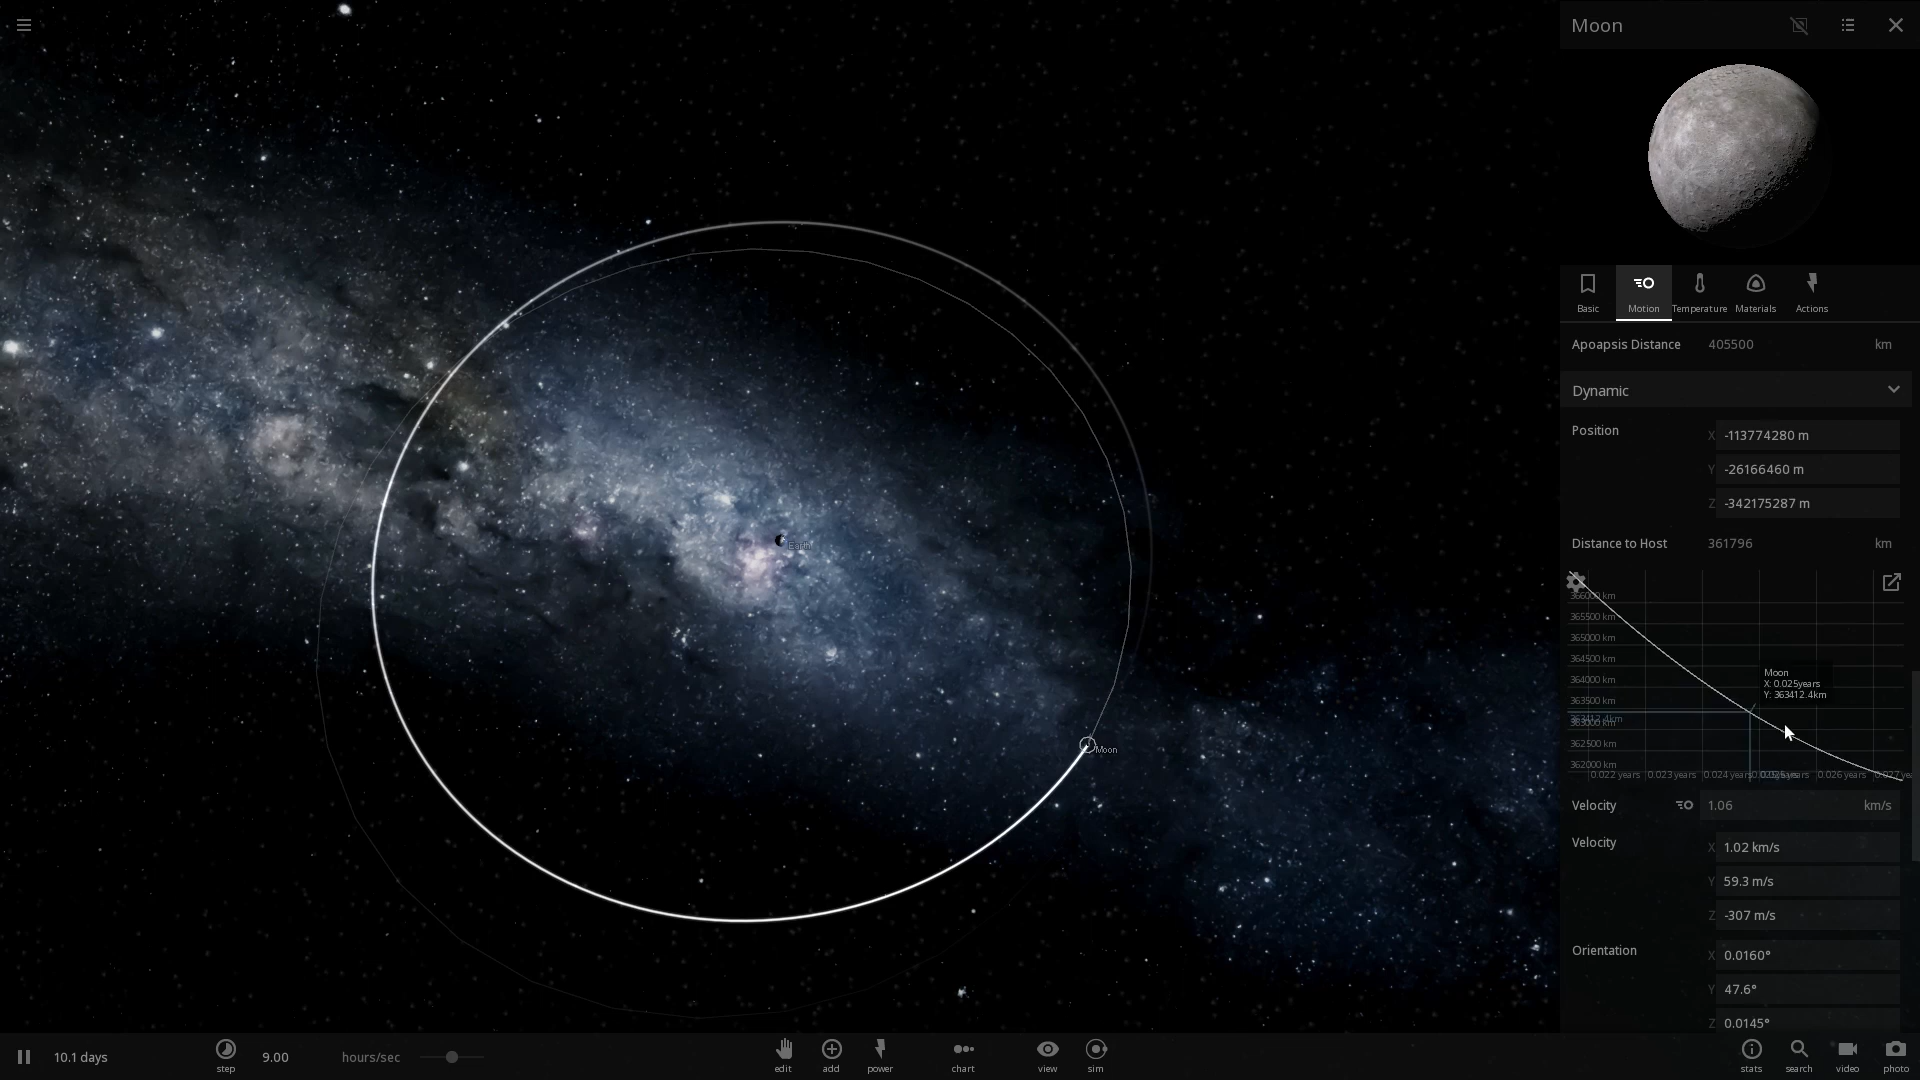 Moon
Basic
Motion
Temperature
Materials
Actions
Apoapsis Distance 405500 km
Dynamic
Position
X -113774280 m
Y -26166460 m
Z -342175287 m
Distance to Host 361796 km
366000 km
365500 km
365000 km
364500 km
364000 km
363500 km
363000 km
362500 km
362000 km
Moon
X: 0.025years
Y: 363412.4km
0.022 years
0.023 years
0.024 years
0.026 years
Velocity 1.06 km/s
Velocity
X 1.02 km/s
Y 59.3 m/s
Z -307 m/s
Orientation
X 0.0160°
Y 47.6°
Z 0.0145°
Earth
Moon
10.1 days
step
9.00
hours/sec
edit
add
power
chart
view
sim
stats
search
video
photo